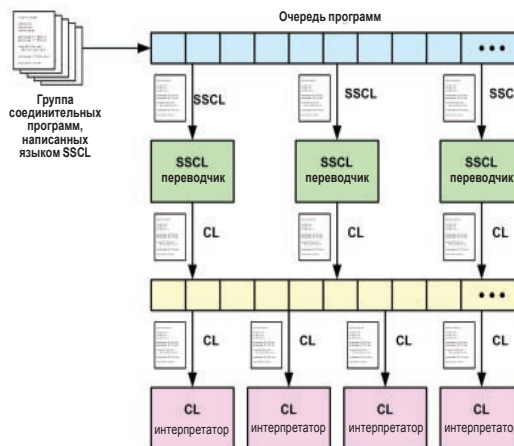 Очередь программ
Группа
соединительных
программ,
написанных
языком SSCL
SSCL
SSCL
SSC
SSCL
переводчик
SSCL
переводчик
SSCL
переводчик
CL
CL
CL
CL
CL
CL
CL
CL
интерпретатор
CL
интерпретатор
CL
интерпретатор
CL
интерпретатор